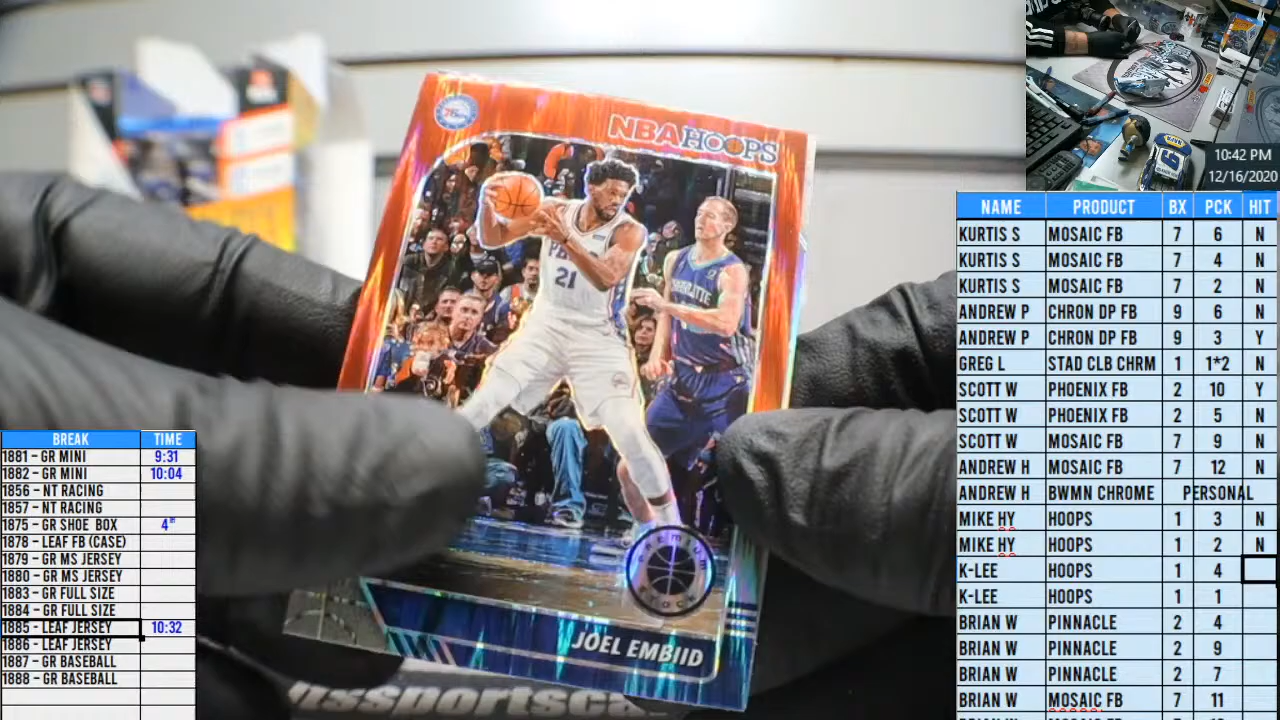 NBA HOOPS
76ers
PH
21
CHARLOTTE
PREMIUM
STOCK
JOEL EMBIID
10:42 PM
12/16/2020
6
NAME PRODUCT BX PCK HIT
KURTIS S MOSAIC FB 7 6 N
KURTIS S MOSAIC FB 7 4 N
KURTIS S MOSAIC FB 7 2 N
ANDREW P CHRON DP FB 9 6 N
ANDREW P CHRON DP FB 9 3 Y
GREG L STAD CLB CHRM 1 1*2 N
SCOTT W PHOENIX FB 2 10 Y
SCOTT W PHOENIX FB 2 5 N
SCOTT W MOSAIC FB 7 9 N
ANDREW H MOSAIC FB 7 12 N
ANDREW H BWMN CHROME PERSONAL
MIKE HY HOOPS 1 3 N
MIKE HY HOOPS 1 2 N
K-LEE HOOPS 1 4
K-LEE HOOPS 1 1
BRIAN W PINNACLE 2 4
BRIAN W PINNACLE 2 9
BRIAN W PINNACLE 2 7
BRIAN W MOSAIC FB 7 11
BREAK TIME
1881 - GR MINI 9:31
1882 - GR MINI 10:04
1856 - NT RACING
1857 - NT RACING
1875 - GR SHOE BOX 4th
1878 - LEAF FB (CASE)
1879 - GR MS JERSEY
1880 - GR MS JERSEY
1883 - GR FULL SIZE
1884 - GR FULL SIZE
1885 - LEAF JERSEY 10:32
1886 - LEAF JERSEY
1887 - GR BASEBALL
1888 - GR BASEBALL